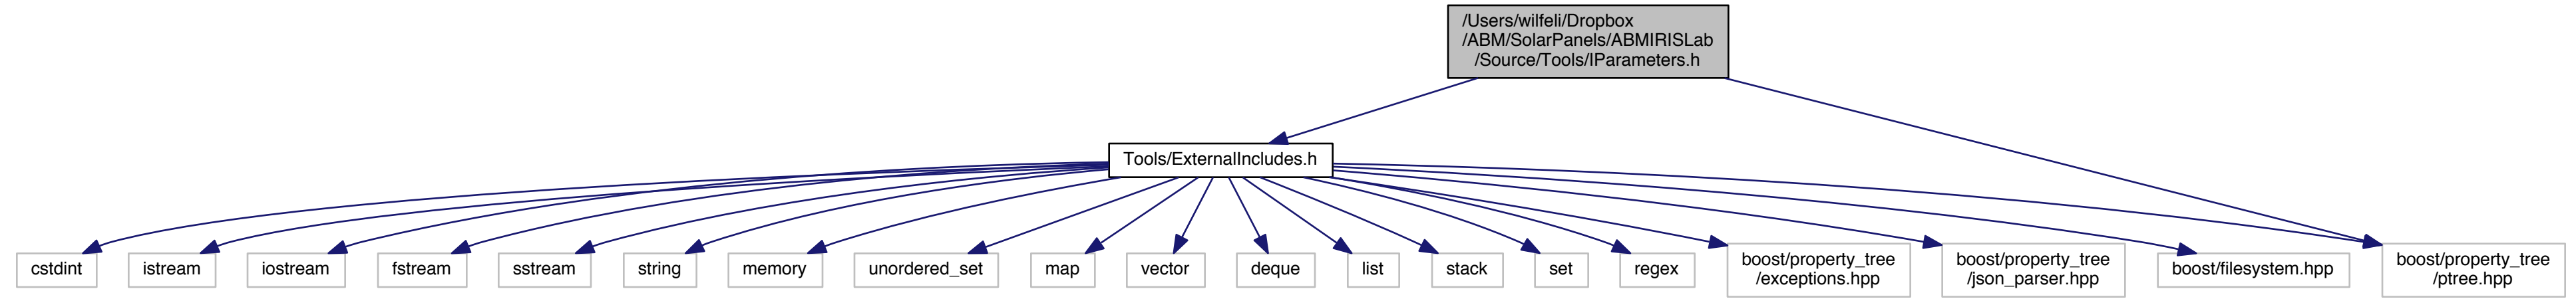 /Users/wilfeli/Dropbox
/ABM/SolarPanels/ABMIRISLab
/Source/Tools/IParameters.h
Tools/ExternalIncludes.h
cstdint
istream
iostream
fstream
sstream
string
memory
unordered_set
map
vector
deque
list
stack
set
regex
boost/property_tree
/exceptions.hpp
boost/property_tree
/json_parser.hpp
boost/filesystem.hpp
boost/property_tree
/ptree.hpp